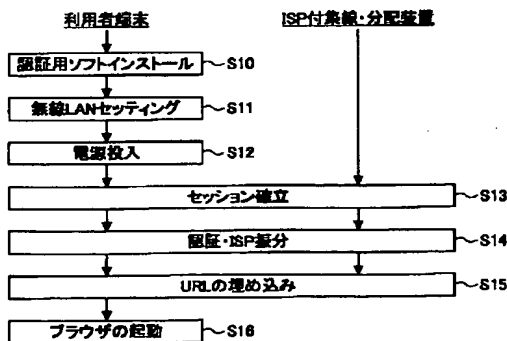 利用者端末
ISP付集線・分配装置
認証用ソフトインストール
S10
無線LANセッティング
S11
電源投入
S12
セッション確立
S13
認証・ISP振分
S14
URLの埋め込み
S15
ブラウザの起動
S16